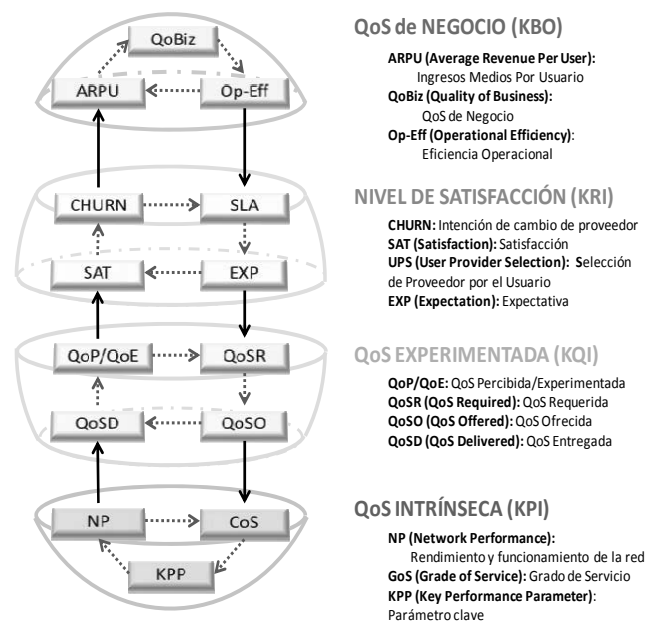 QoBiz
ARPU
Op-Eff
CHURN
SLA
SAT
EXP
QoP/QoE
QoSR
QoSD
QoSO
NP
CoS
KPP
QoS de NEGOCIO (KBO)
ARPU (Average Revenue Per User):
Ingresos Medios Por Usuario
QoBiz (Quality of Business):
QoS de Negocio
Op-Eff (Operational Efficiency):
Eficiencia Operacional
NIVEL DE SATISFACCIÓN (KRI)
CHURN: Intención de cambio de proveedor
SAT (Satisfaction): Satisfacción
UPS (User Provider Selection): Selección
de Proveedor por el Usuario
EXP (Expectation): Expectativa
QoS EXPERIMENTADA (KQI)
QoP/QoE: QoS Percibida/Experimentada
QoSR (QoS Required): QoS Requerida
QoSO (QoS Offered): QoS Ofrecida
QoSD (QoS Delivered): QoS Entregada
QoS INTRÍNSECA (KPI)
NP (Network Performance):
Rendimiento y funcionamiento de la red
GoS (Grade of Service): Grado de Servicio
KPP (Key Performance Parameter):
Parámetro clave